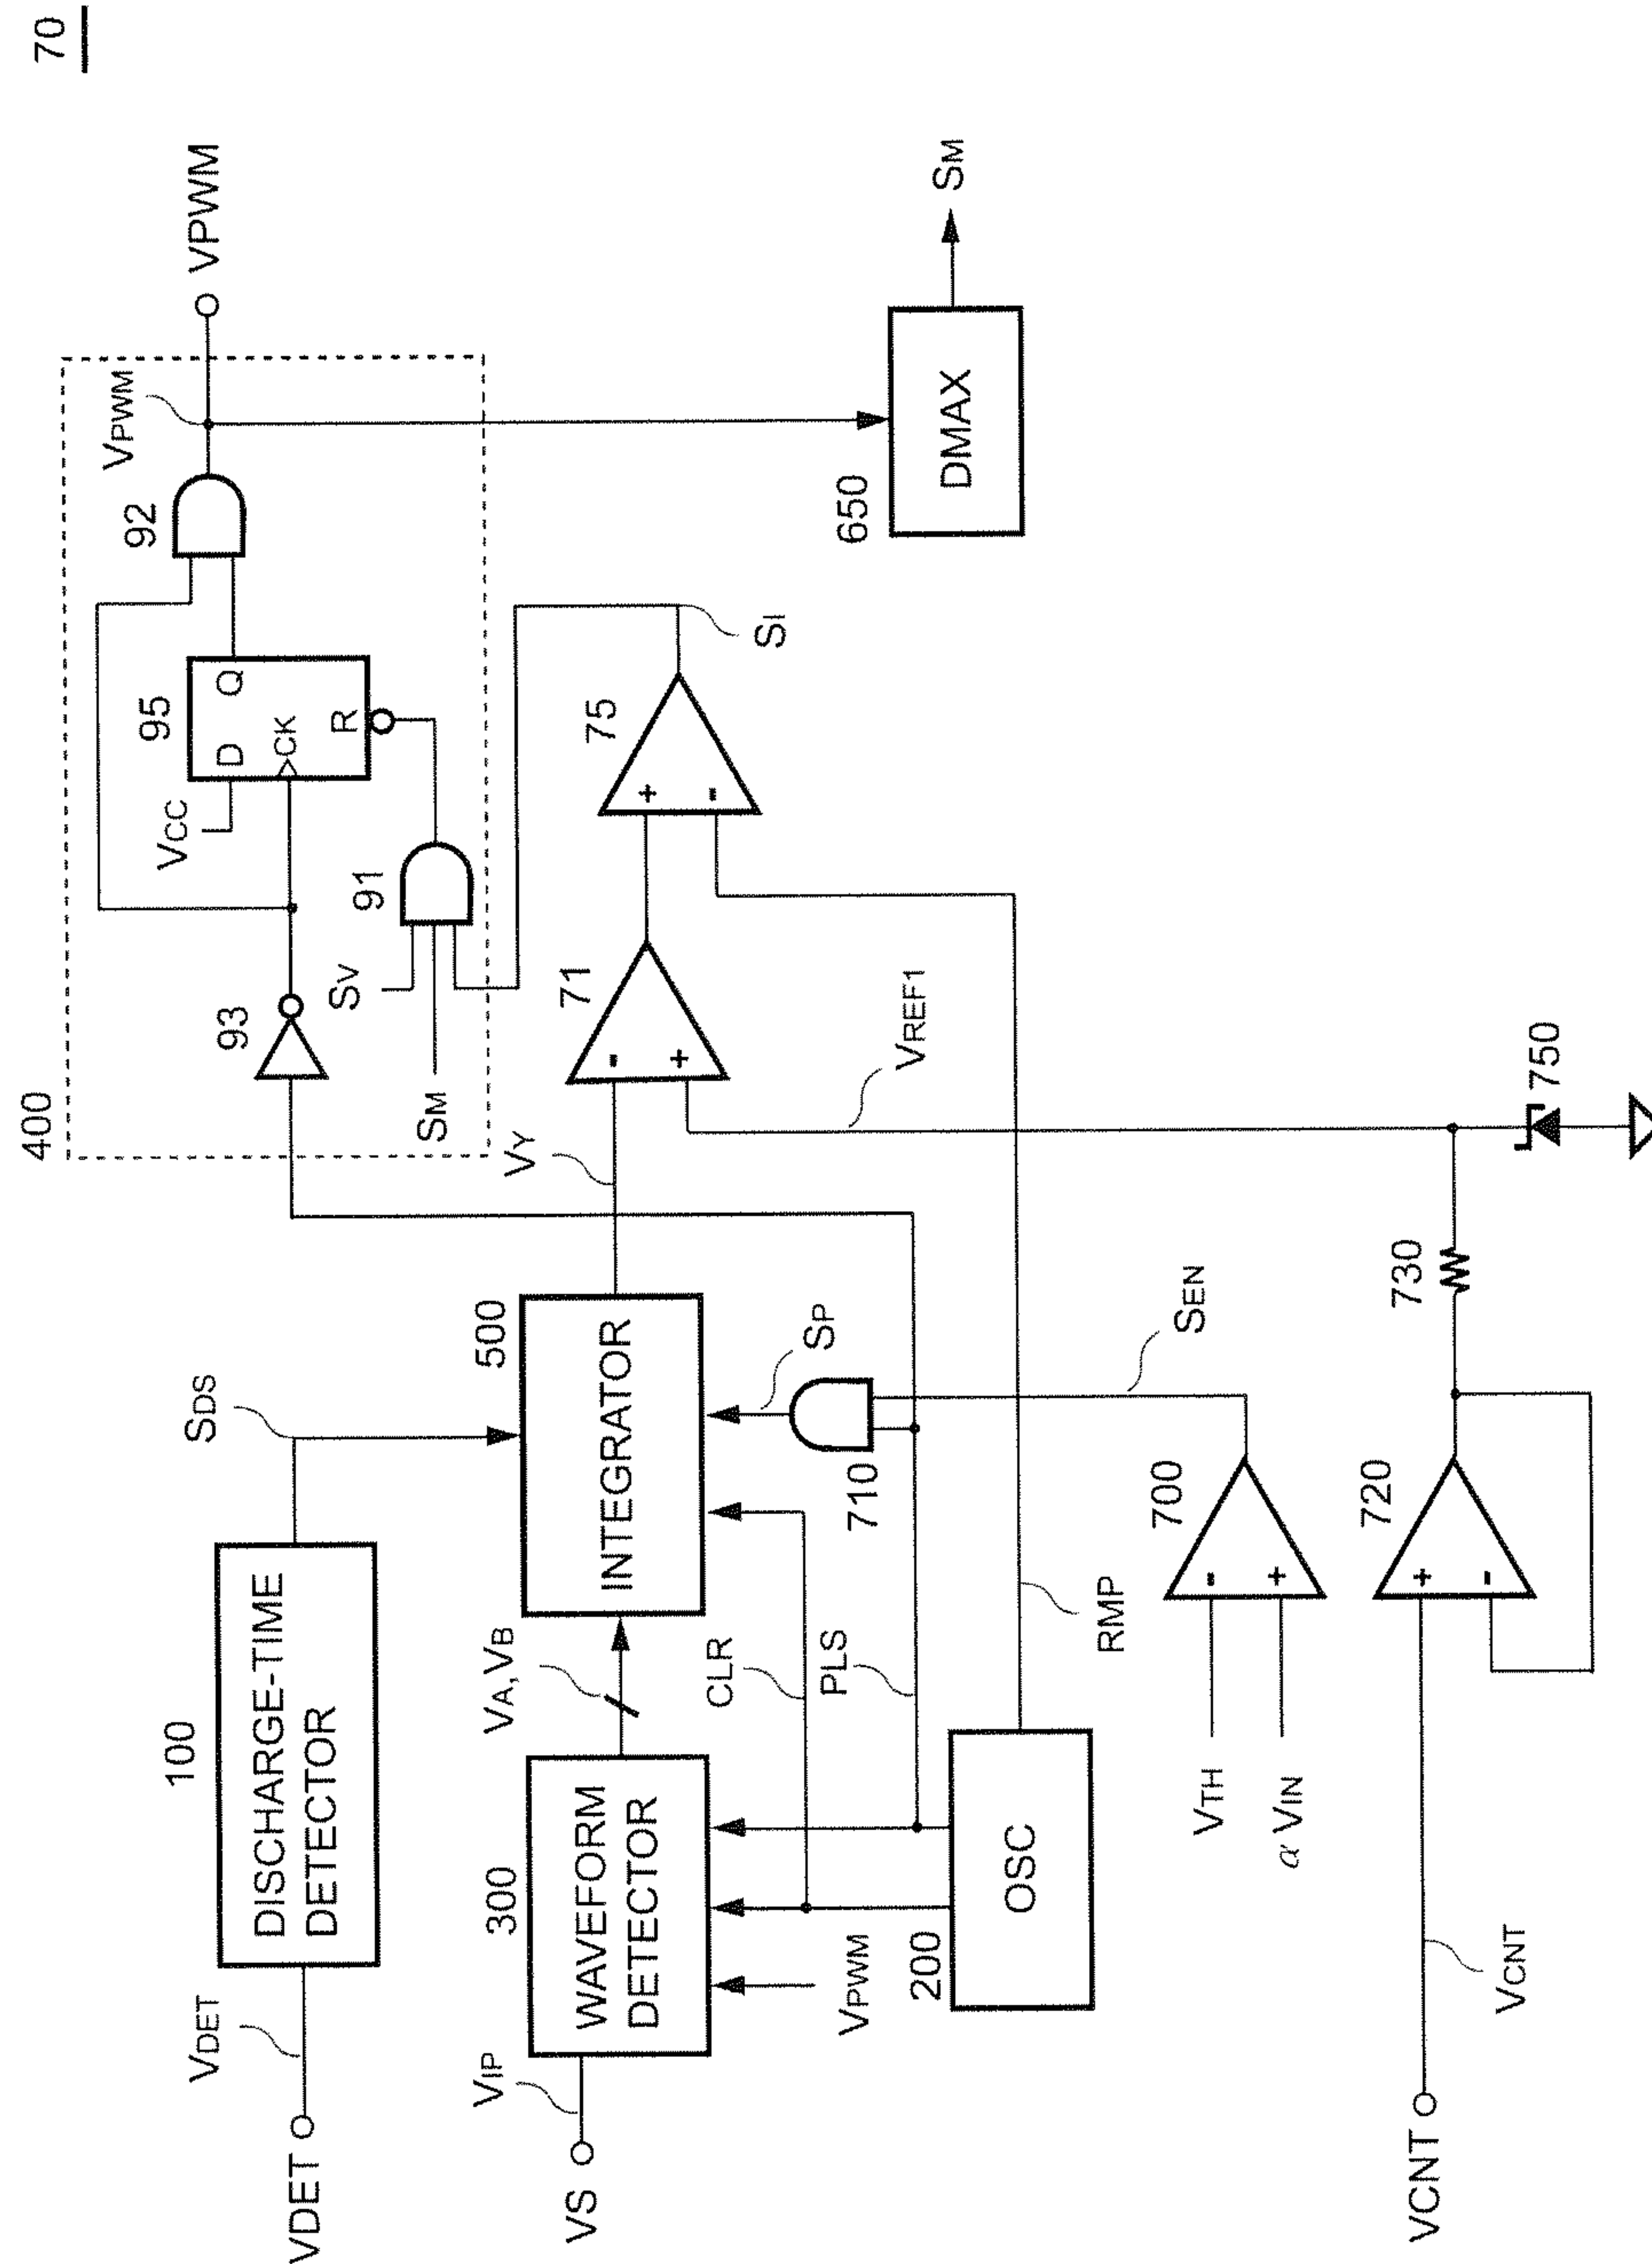 70
400
VCC
D
Q
CK
R
95
92
VPWM
VPWM
93
91
SV
SM
SDS
VDET
VDET
100
DISCHARGE-TIME
DETECTOR
VY
71
-
+
75
+
-
SI
VS
VIP
300
WAVEFORM
DETECTOR
VA,VB
500
INTEGRATOR
650
DMAX
SM
CLR
PLS
SP
710
VREF1
VPWM
200
OSC
RMP
SEN
VTH
α VIN
700
-
+
VCNT
VCNT
720
+
-
730
750